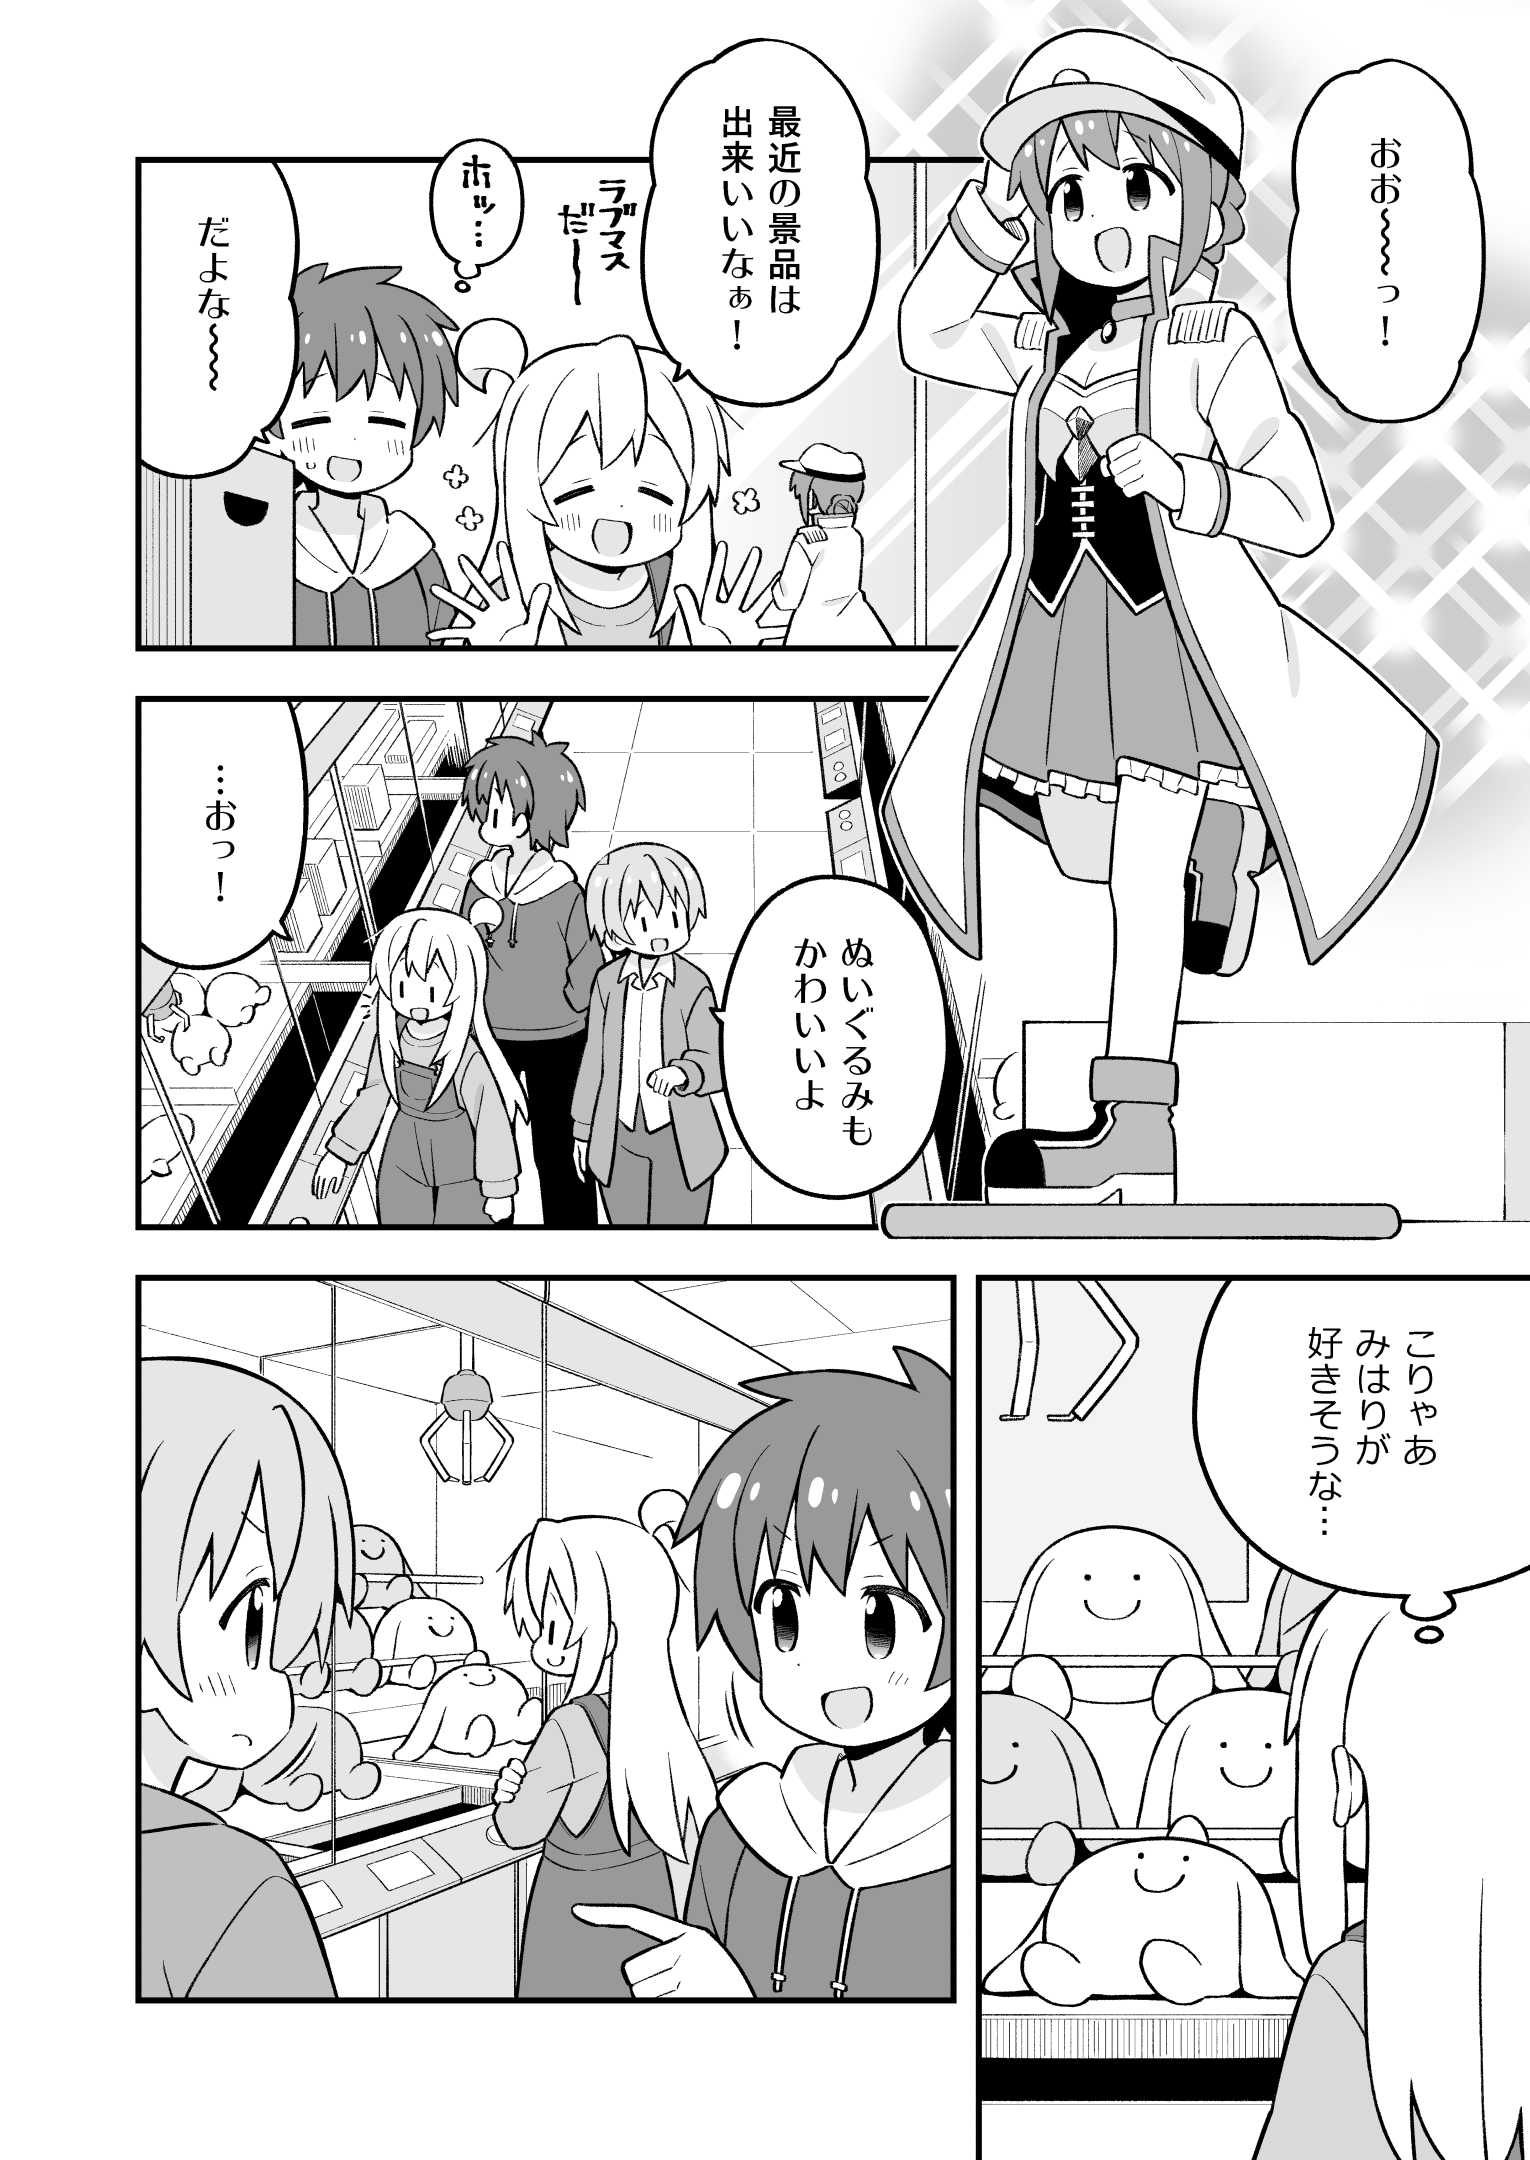 おお〜〜〜っ！
最近の景品は
出来いいなぁ！
ラブマス
だ〜
ホッ…
だよな〜〜〜
ぬいぐるみも
かわいいよ
…おっ！
こりゃあ
みはりが
好きそうな…